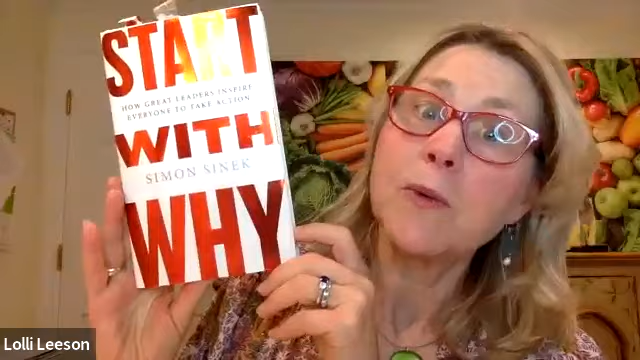 START
HOW GREAT LEADERS INSPIRE
EVERYONE TO TAKE ACTION
WITH
SIMON SINEK
WHY
Lolli Leeson